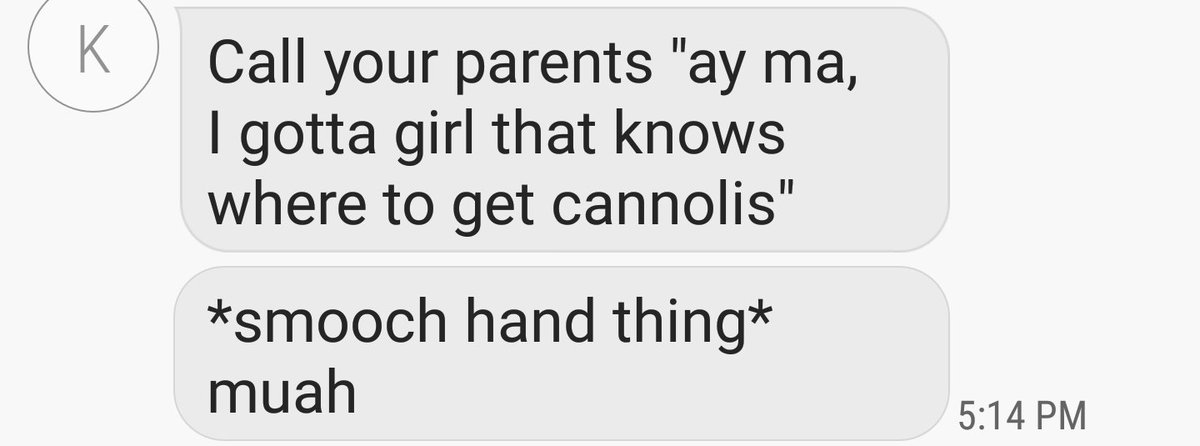 K
Call your parents "ay ma,
I gotta girl that knows
where to get cannolis"
*smooch hand thing*
muah
5:14 PM